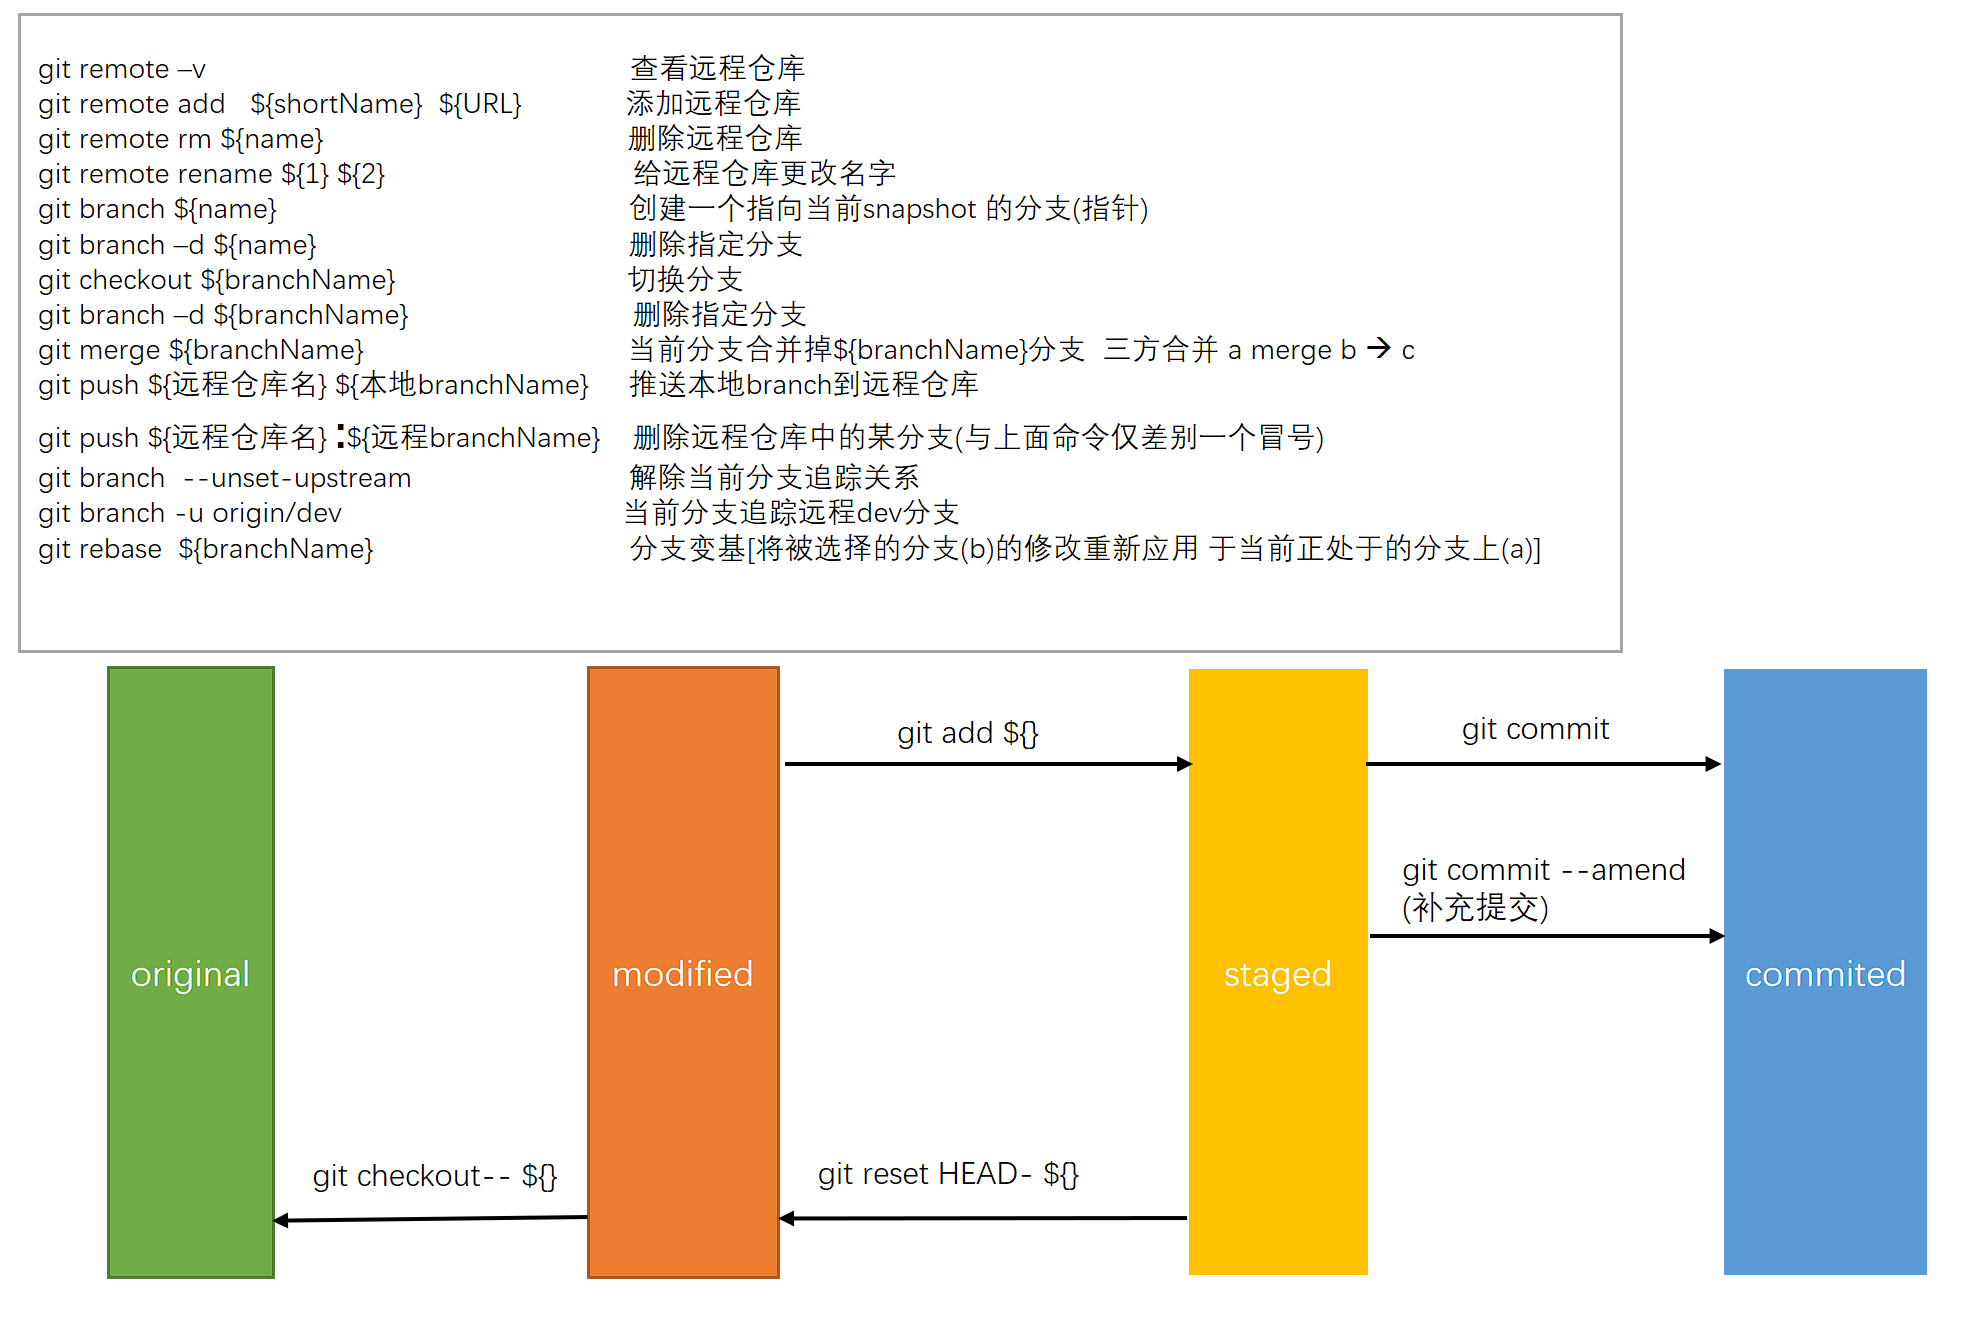 git remote –v 查看远程仓库
git remote add ${shortName} ${URL} 添加远程仓库
git remote rm ${name} 删除远程仓库
git remote rename ${1} ${2} 给远程仓库更改名字
git branch ${name} 创建一个指向当前snapshot 的分支(指针)
git branch –d ${name} 删除指定分支
git checkout ${branchName} 切换分支
git branch –d ${branchName} 删除指定分支
git merge ${branchName} 当前分支合并掉${branchName}分支 三方合并 a merge b → c
git push ${远程仓库名} ${本地branchName} 推送本地branch到远程仓库
git push ${远程仓库名} :${远程branchName} 删除远程仓库中的某分支(与上面命令仅差别一个冒号)
git branch --unset-upstream 解除当前分支追踪关系
git branch -u origin/dev 当前分支追踪远程dev分支
git rebase ${branchName} 分支变基[将被选择的分支(b)的修改重新应用 于当前正处于的分支上(a)]
git add ${}
git commit
git commit --amend
(补充提交)
original
modified
staged
commited
git checkout-- ${}
git reset HEAD- ${}